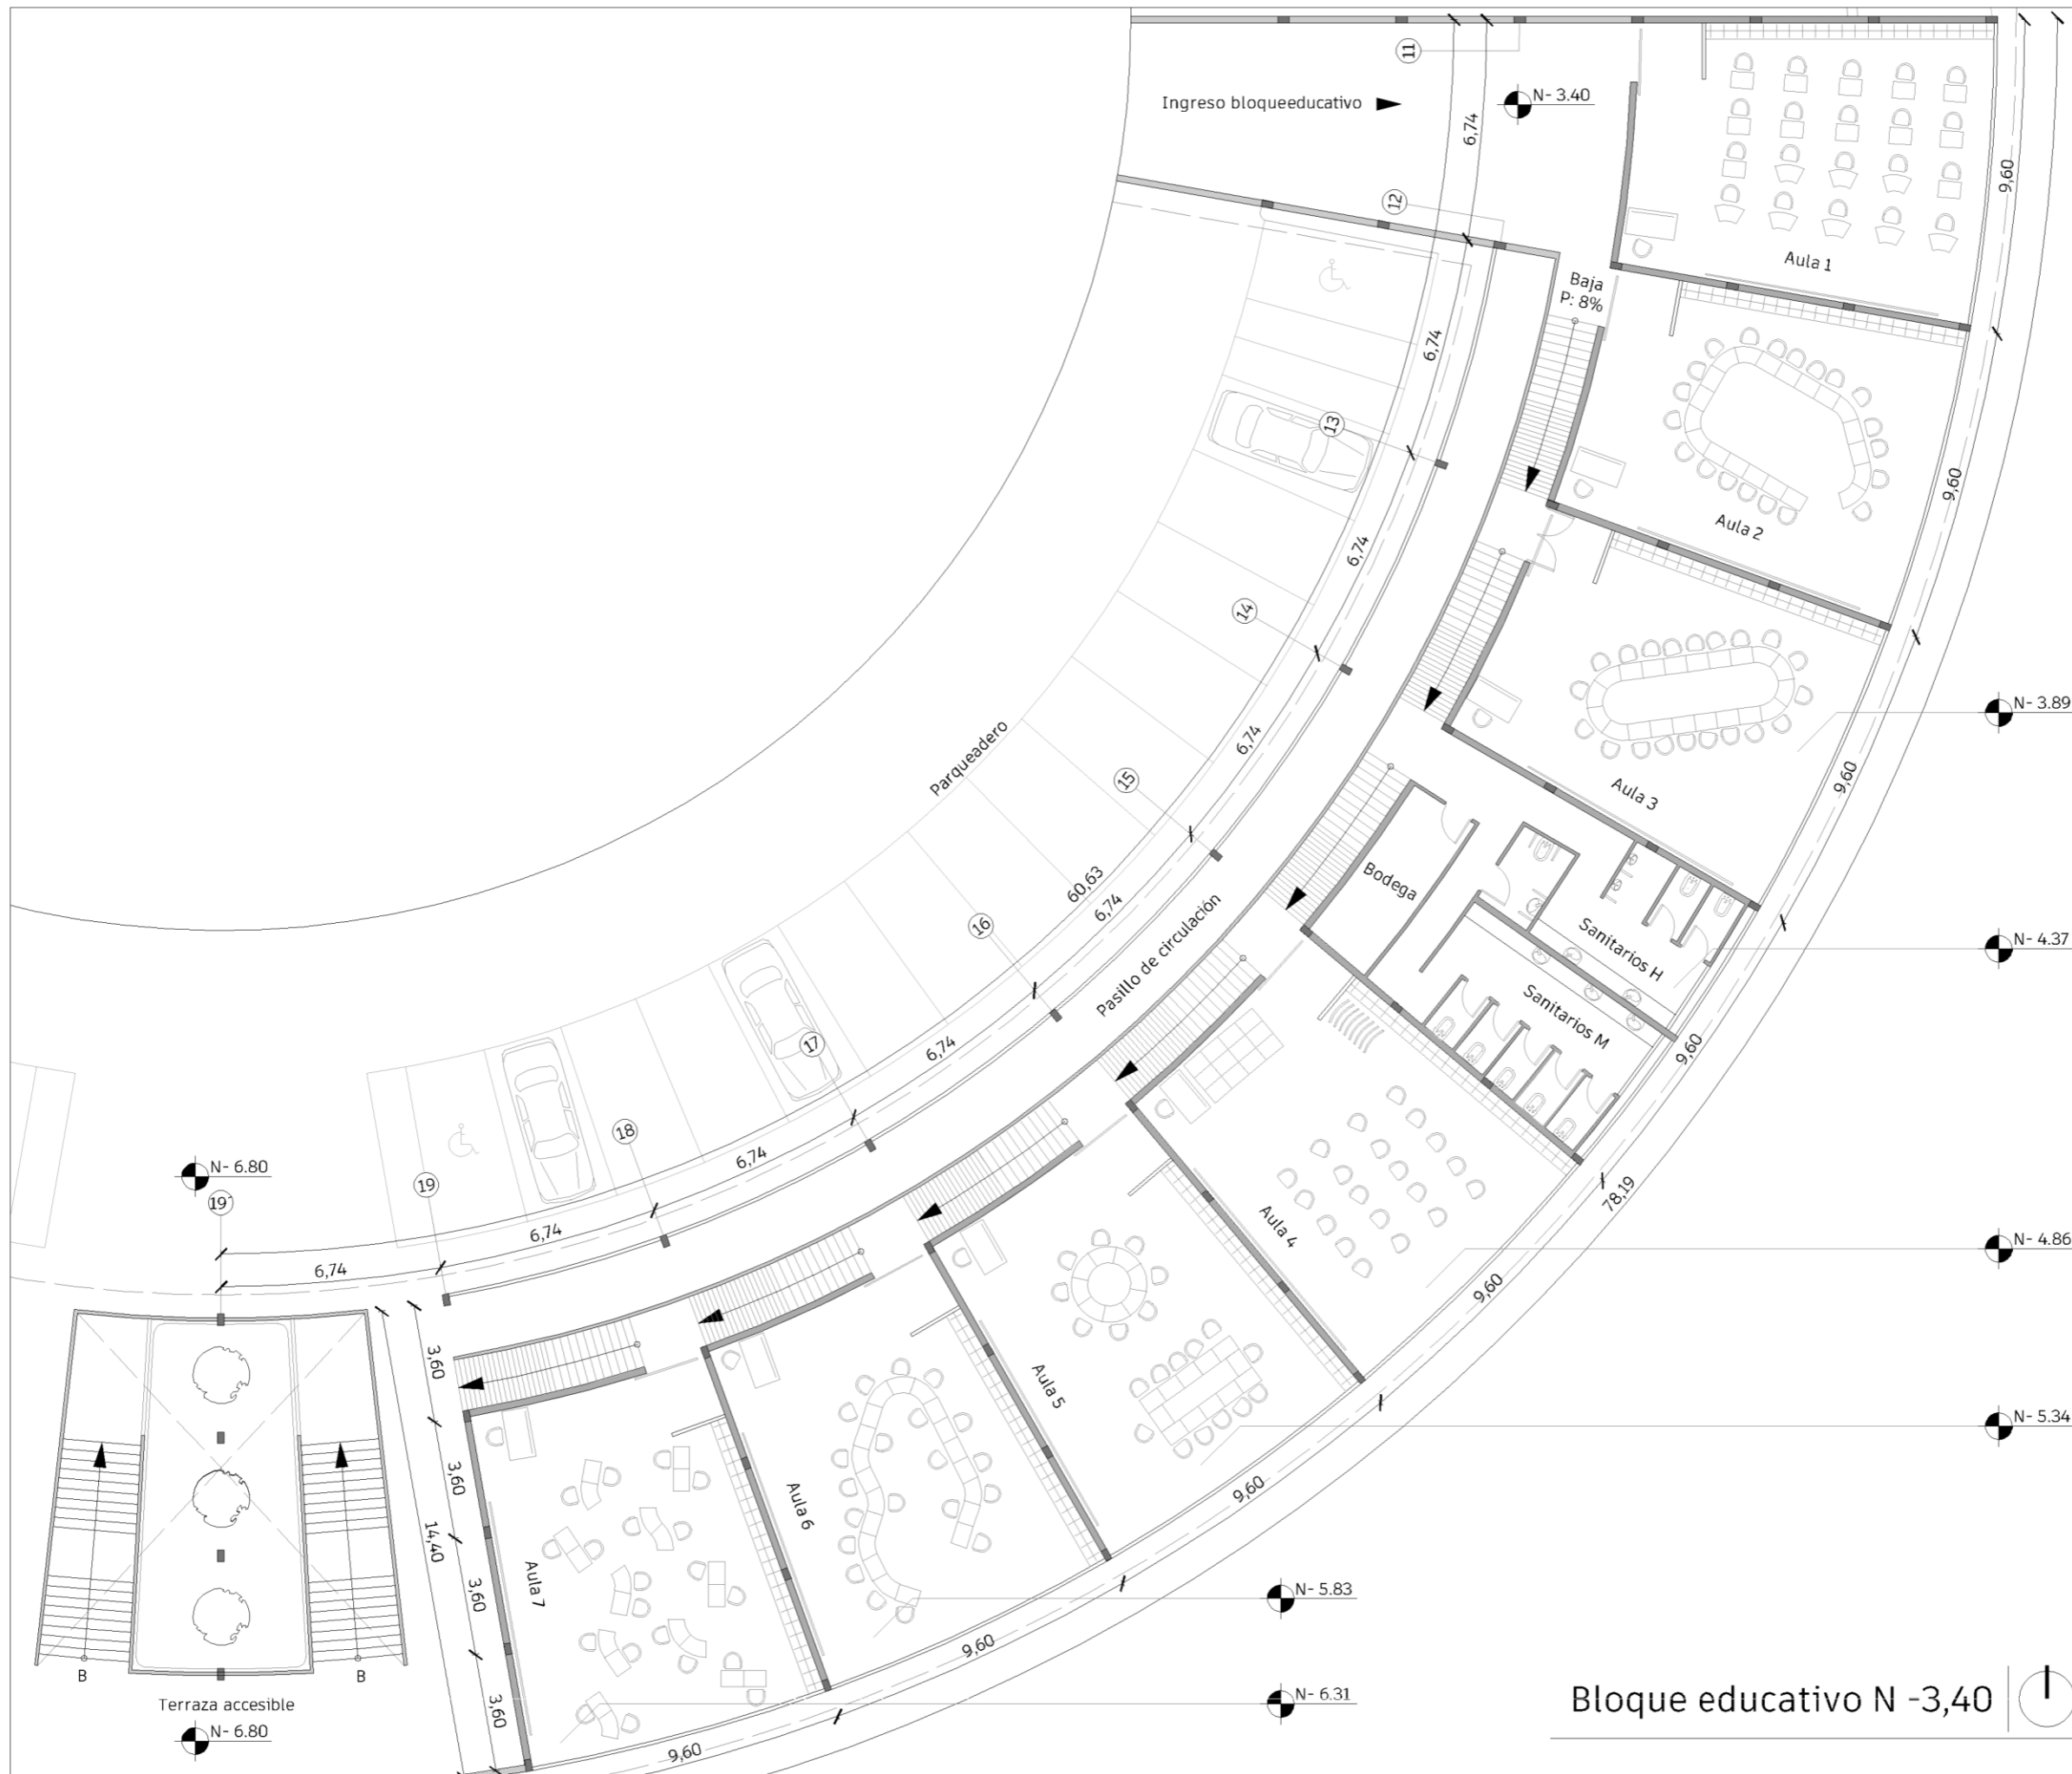 11
Ingreso bloqueeducativo
N- 3.40
6,74
9,60
12
Aula 1
Baja
P: 8%
6,74
13
9,60
Aula 2
6,74
14
N- 3.89
Parqueadero
6,74
15
9,60
Aula 3
60,63
6,74
Bodega
16
Pasillo de circulación
Sanitarios H
N- 4.37
Sanitarios M
17
6,74
9,60
18
6,74
N- 6.80
19
19'
78,19
Aula 4
N- 4.86
6,74
6,74
9,60
3,60
Aula 5
N- 5.34
3,60
9,60
Aula 6
14,40
Aula 7
3,60
N- 5.83
9,60
B
B
Terraza accesible
N- 6.80
3,60
N- 6.31
9,60
Bloque educativo N -3,40